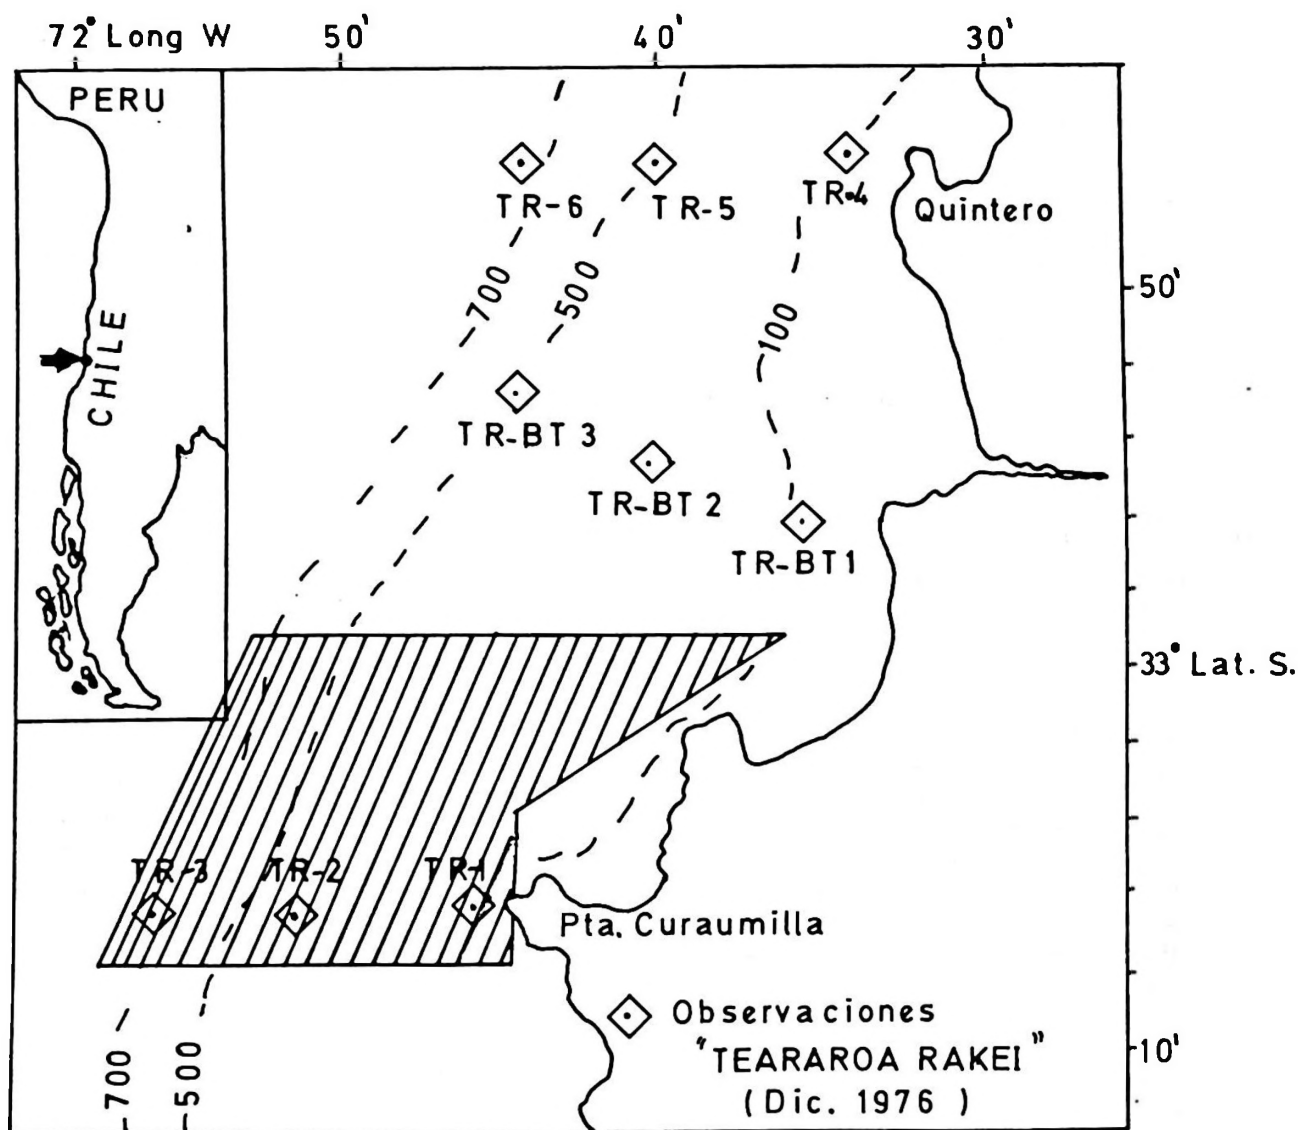 72° Long W 50' 40' 30'
PERU
CHILE
TR-6
TR-5
TR-4
Quintero
50'
-700
-500
-100
TR-BT 3
TR-BT 2
TR-BT1
33° Lat. S.
TR-3
TR-2
TR-1
Pta. Curaumilla
Observaciones
"TEARAROA RAKEI"
(Dic. 1976 )
10'
-700
-500